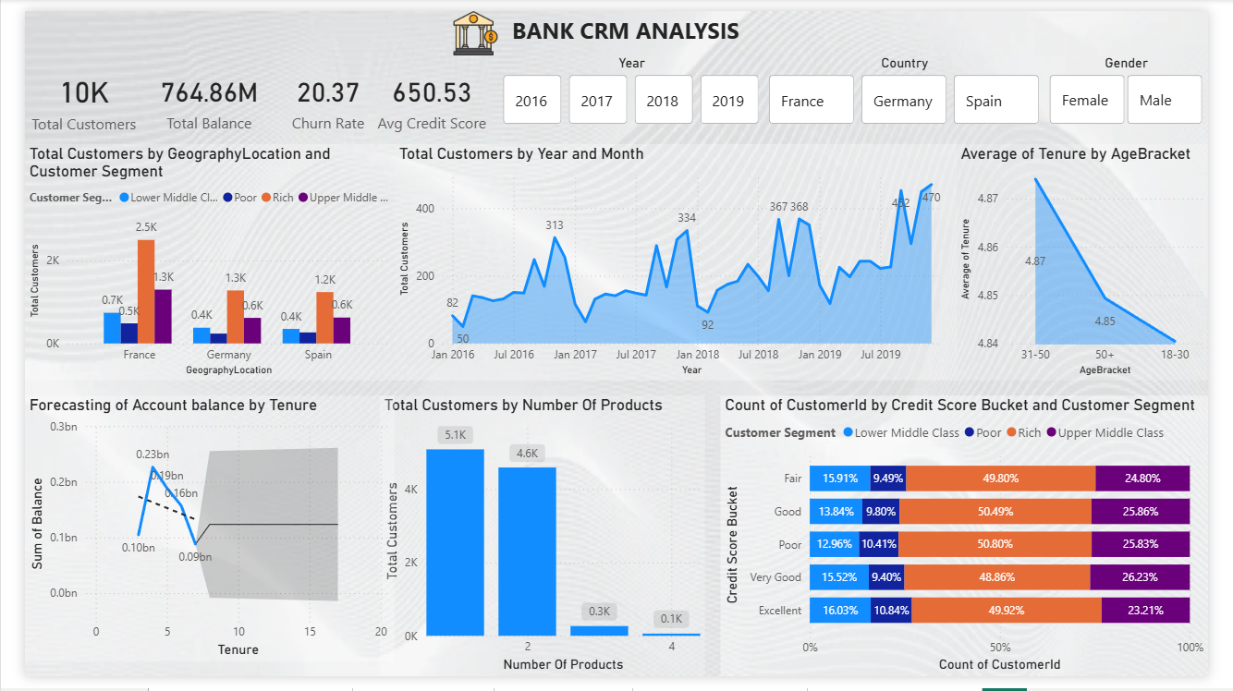 BANK CRM ANALYSIS
Year
Country
Gender
10K
764.86M
20.37
650.53
Total Customers
Total Balance
Churn Rate
Avg Credit Score
2016
2017
2018
2019
France
Germany
Spain
Female
Male
Total Customers by GeographyLocation and
Customer Segment
Customer Seg... Lower Middle Cl... Poor Rich Upper Middle ...
Total Customers
2K
0K
0.7K
0.5K
2.5K
1.3K
0.4K
1.3K
0.6K
0.4K
1.2K
0.6K
France
Germany
Spain
GeographyLocation
Total Customers by Year and Month
Total Customers
400
200
0
82
50
313
334
92
367
368
452
470
Jan 2016
Jul 2016
Jan 2017
Jul 2017
Jan 2018
Jul 2018
Jan 2019
Jul 2019
Year
Average of Tenure by AgeBracket
Average of Tenure
4.87
4.86
4.85
4.84
4.87
4.85
31-50
50+
18-30
AgeBracket
Forecasting of Account balance by Tenure
Sum of Balance
0.3bn
0.2bn
0.1bn
0.0bn
0.23bn
0.19bn
0.16bn
0.10bn
0.09bn
0
5
10
15
20
Tenure
Total Customers by Number Of Products
Total Customers
4K
2K
0K
5.1K
4.6K
0.3K
0.1K
2
4
Number Of Products
Count of CustomerId by Credit Score Bucket and Customer Segment
Customer Segment Lower Middle Class Poor Rich Upper Middle Class
Credit Score Bucket
Fair 15.91% 9.49% 49.80% 24.80%
Good 13.84% 9.80% 50.49% 25.86%
Poor 12.96% 10.41% 50.80% 25.83%
Very Good 15.52% 9.40% 48.86% 26.23%
Excellent 16.03% 10.84% 49.92% 23.21%
0%
50%
100%
Count of CustomerId